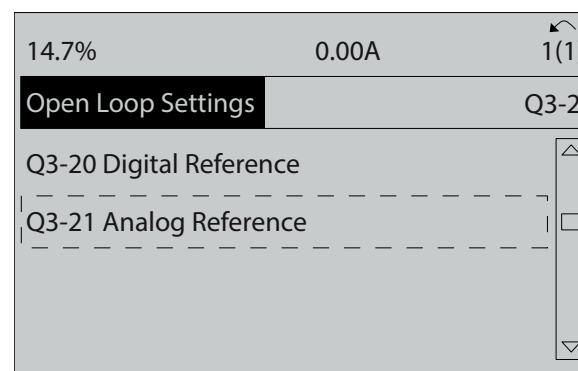 14.7% 0.00A 1(1)
Open Loop Settings Q3-2
Q3-20 Digital Reference
Q3-21 Analog Reference